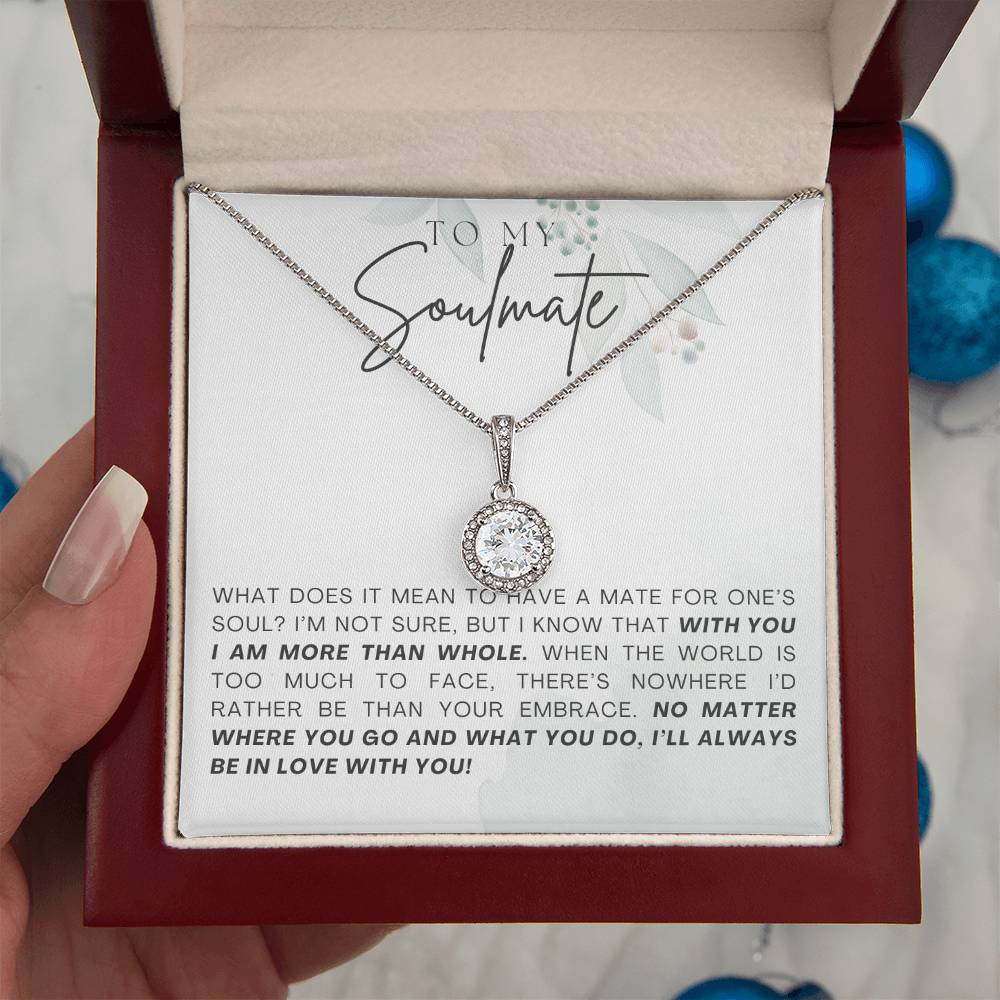 TO MY
Soulmate
WHAT DOES IT MEAN TO HAVE A MATE FOR ONE'S
SOUL? I'M NOT SURE, BUT I KNOW THAT WITH YOU
I AM MORE THAN WHOLE. WHEN THE WORLD IS
TOO MUCH TO FACE, THERE'S NOWHERE I'D
RATHER BE THAN YOUR EMBRACE. NO MATTER
WHERE YOU GO AND WHAT YOU DO, I'LL ALWAYS
BE IN LOVE WITH YOU!